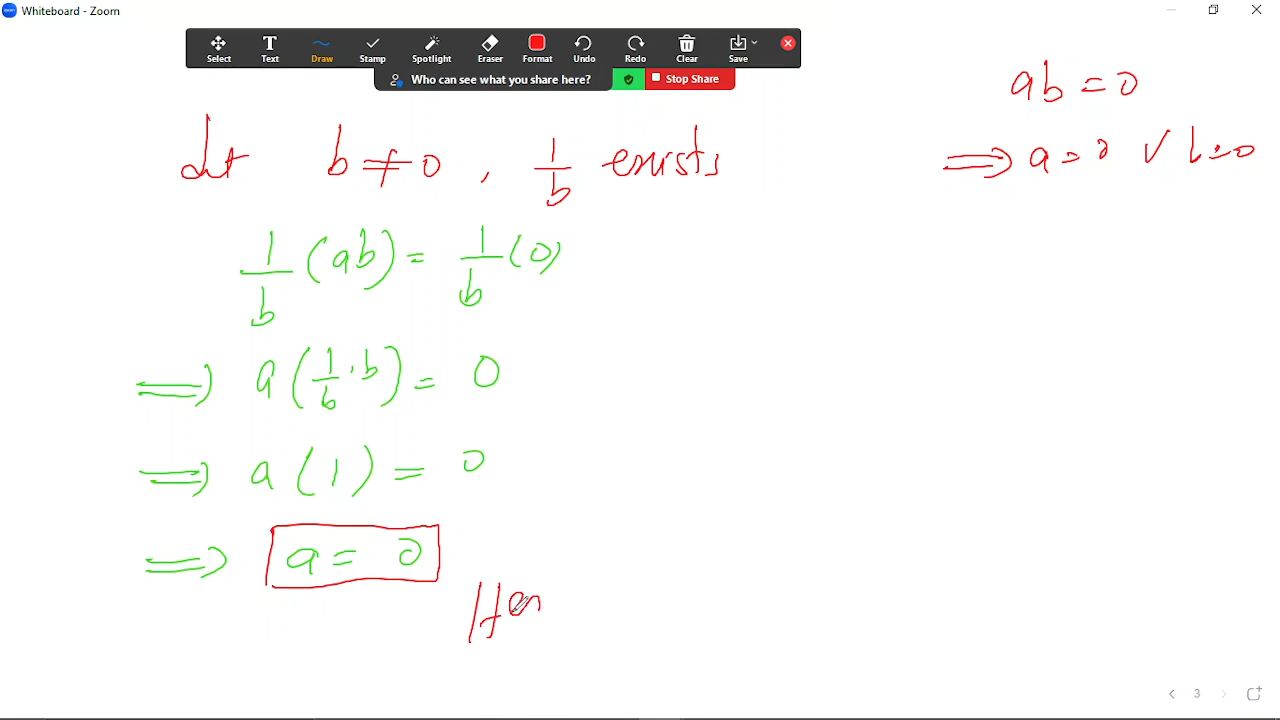 Whiteboard - Zoom
Select Text Draw Stamp Spotlight Eraser Format Undo Redo Clear Save
Who can see what you share here? Stop Share
ab = 0
⟹ a = 0 ∨ b = 0
Let b ≠ 0 , 1/b exists
1/b (ab) = 1/b (0)
⟹ a (1/b · b) = 0
⟹ a (1) = 0
⟹ a = 0
Hen
3